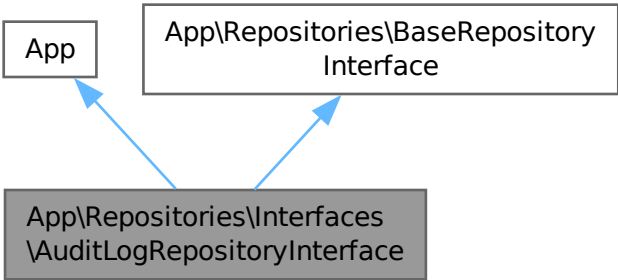 App
App\Repositories\BaseRepository
Interface
App\Repositories\Interfaces
\AuditLogRepositoryInterface